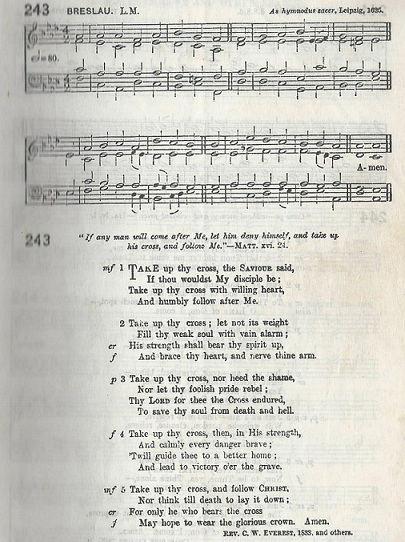 243 BRESLAU. L.M. As hymnodus sacer, Leipzig, 1625.
= 80.
A-men.
243
"If any man will come after Me, let him deny himself, and take up
his cross, and follow Me."—MATT. xvi. 24.
mf 1 TAKE up thy cross, the SAVIOUR said,
If thou wouldst My disciple be;
Take up thy cross with willing heart,
And humbly follow after Me.
2 Take up thy cross; let not its weight
Fill thy weak soul with vain alarm;
cr His strength shall bear thy spirit up,
f And brace thy heart, and nerve thine arm.
p 3 Take up thy cross, nor heed the shame,
Nor let thy foolish pride rebel;
Thy LORD for thee the Cross endured,
To save thy soul from death and hell.
f 4 Take up thy cross, then, in His strength,
And calmly every danger brave;
'Twill guide thee to a better home;
And lead to victory o'er the grave.
mf 5 Take up thy cross, and follow CHRIST,
Nor think till death to lay it down;
cr For only he who bears the cross
f May hope to wear the glorious crown. Amen.
REV. C. W. EVEREST, 1833, and others.